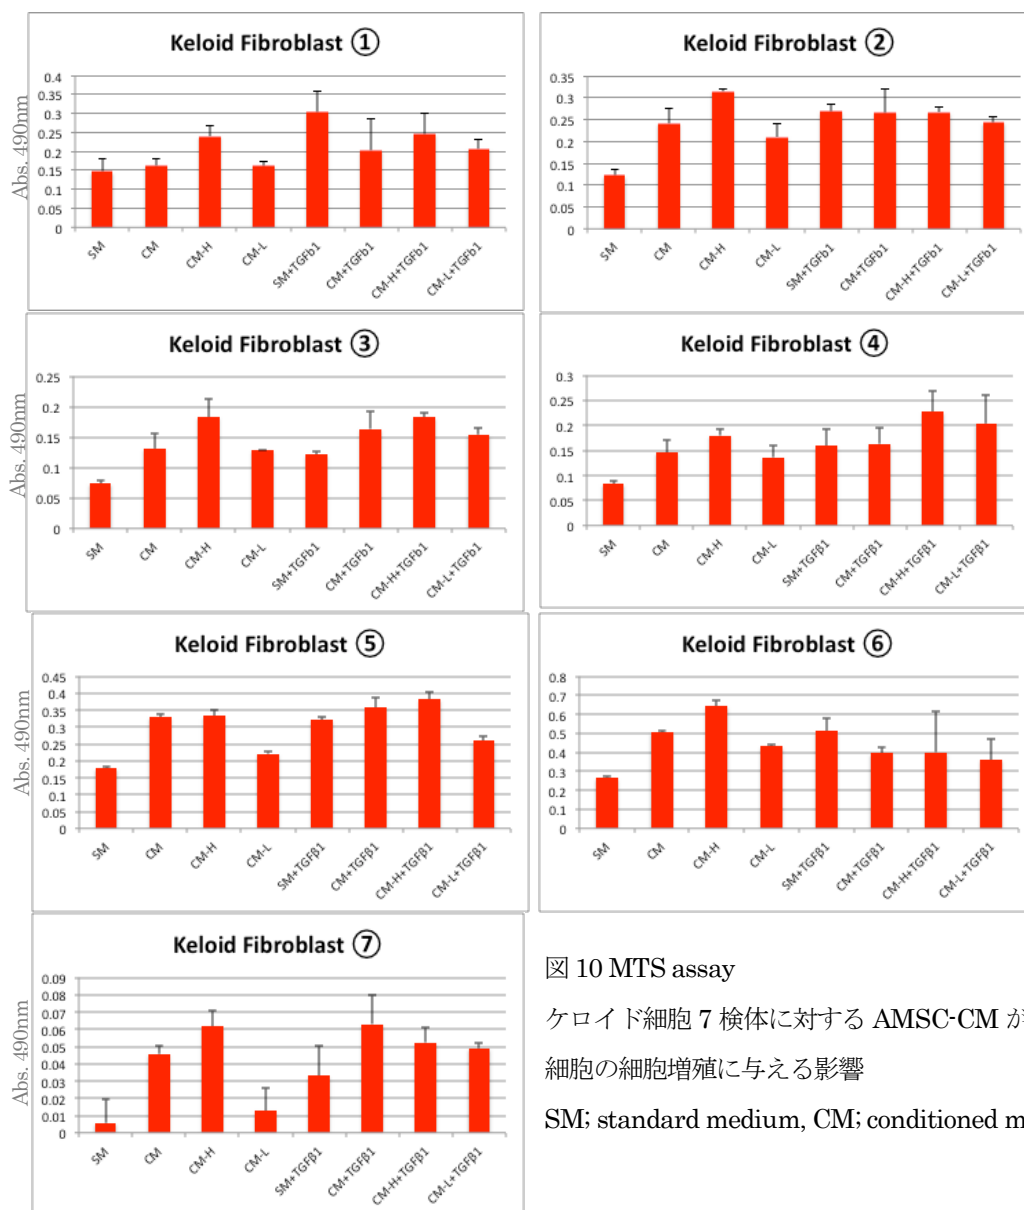 Keloid Fibroblast ①
Abs. 490nm
0.4
0.35
0.3
0.25
0.2
0.15
0.1
0.05
0
SM
CM
CM-H
CM-L
SM+TGFb1
CM+TGFb1
CM-H+TGFb1
CM-L+TGFb1
Keloid Fibroblast ②
0.35
0.3
0.25
0.2
0.15
0.1
0.05
0
SM
CM
CM-H
CM-L
SM+TGFb1
CM+TGFb1
CM-H+TGFb1
CM-L+TGFb1
Keloid Fibroblast ③
Abs. 490nm
0.25
0.2
0.15
0.1
0.05
0
SM
CM
CM-H
CM-L
SM+TGFb1
CM+TGFb1
CM-H+TGFb1
CM-L+TGFb1
Keloid Fibroblast ④
0.3
0.25
0.2
0.15
0.1
0.05
0
SM
CM
CM-H
CM-L
SM+TGFβ1
CM+TGFβ1
CM-H+TGFβ1
CM-L+TGFβ1
Keloid Fibroblast ⑤
Abs. 490nm
0.45
0.4
0.35
0.3
0.25
0.2
0.15
0.1
0.05
0
SM
CM
CM-H
CM-L
SM+TGFβ1
CM+TGFβ1
CM-H+TGFβ1
CM-L+TGFβ1
Keloid Fibroblast ⑥
0.8
0.7
0.6
0.5
0.4
0.3
0.2
0.1
0
SM
CM
CM-H
CM-L
SM+TGFβ1
CM+TGFβ1
CM-H+TGFβ1
CM-L+TGFβ1
Keloid Fibroblast ⑦
Abs. 490nm
0.09
0.08
0.07
0.06
0.05
0.04
0.03
0.02
0.01
0
SM
CM
CM-H
CM-L
SM+TGFβ1
CM+TGFβ1
CM-H+TGFβ1
CM-L+TGFβ1
図 10 MTS assay
ケロイド細胞 7 検体に対する AMSC-CM が
細胞の細胞増殖に与える影響
SM; standard medium, CM; conditioned m